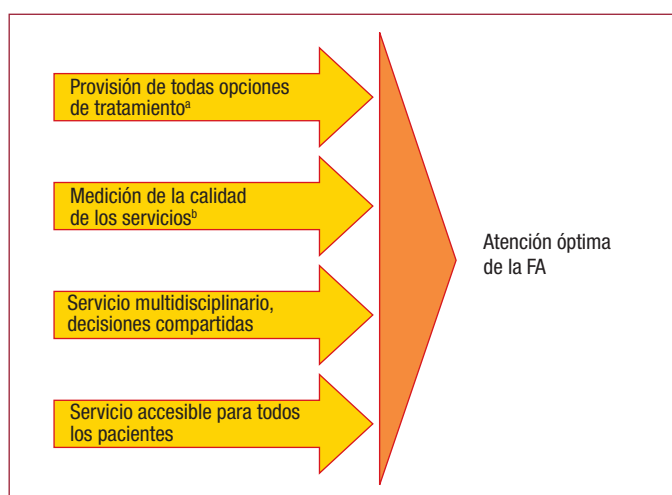 Provisión de todas opciones
de tratamientoᵃ
Medición de la calidad
de los serviciosᵇ
Servicio multidisciplinario,
decisiones compartidas
Servicio accesible para todos
los pacientes
Atención óptima
de la FA